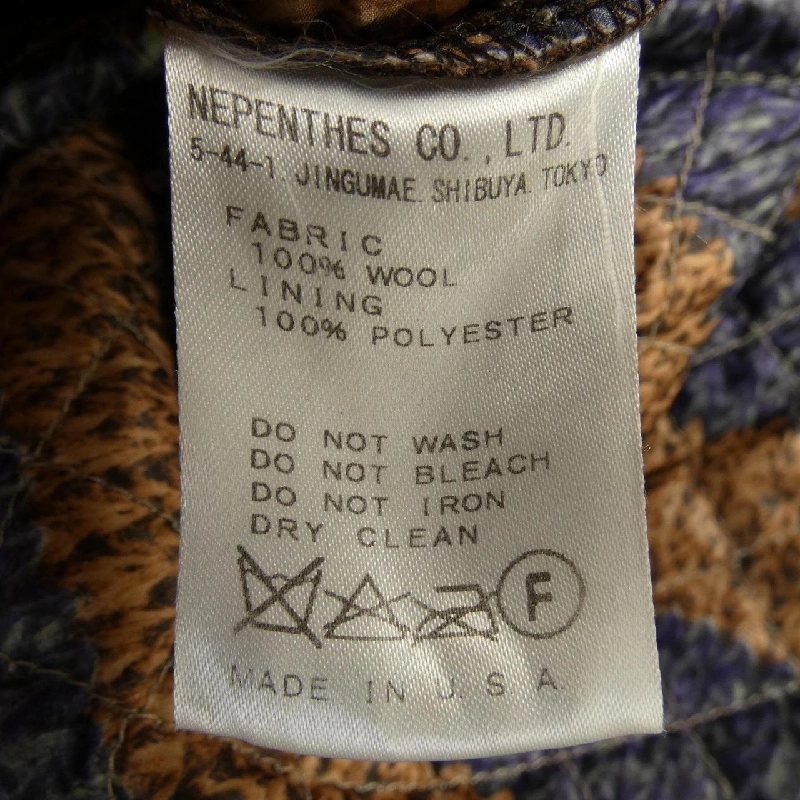 NEPENTHES CO., LTD.
5-44-1. JINGUMAE. SHIBUYA. TOKYO
FABRIC
100% WOOL
LINING
100% POLYESTER
DO NOT WASH
DO NOT BLEACH
DO NOT IRON
DRY CLEAN
F
MADE IN U.S.A.